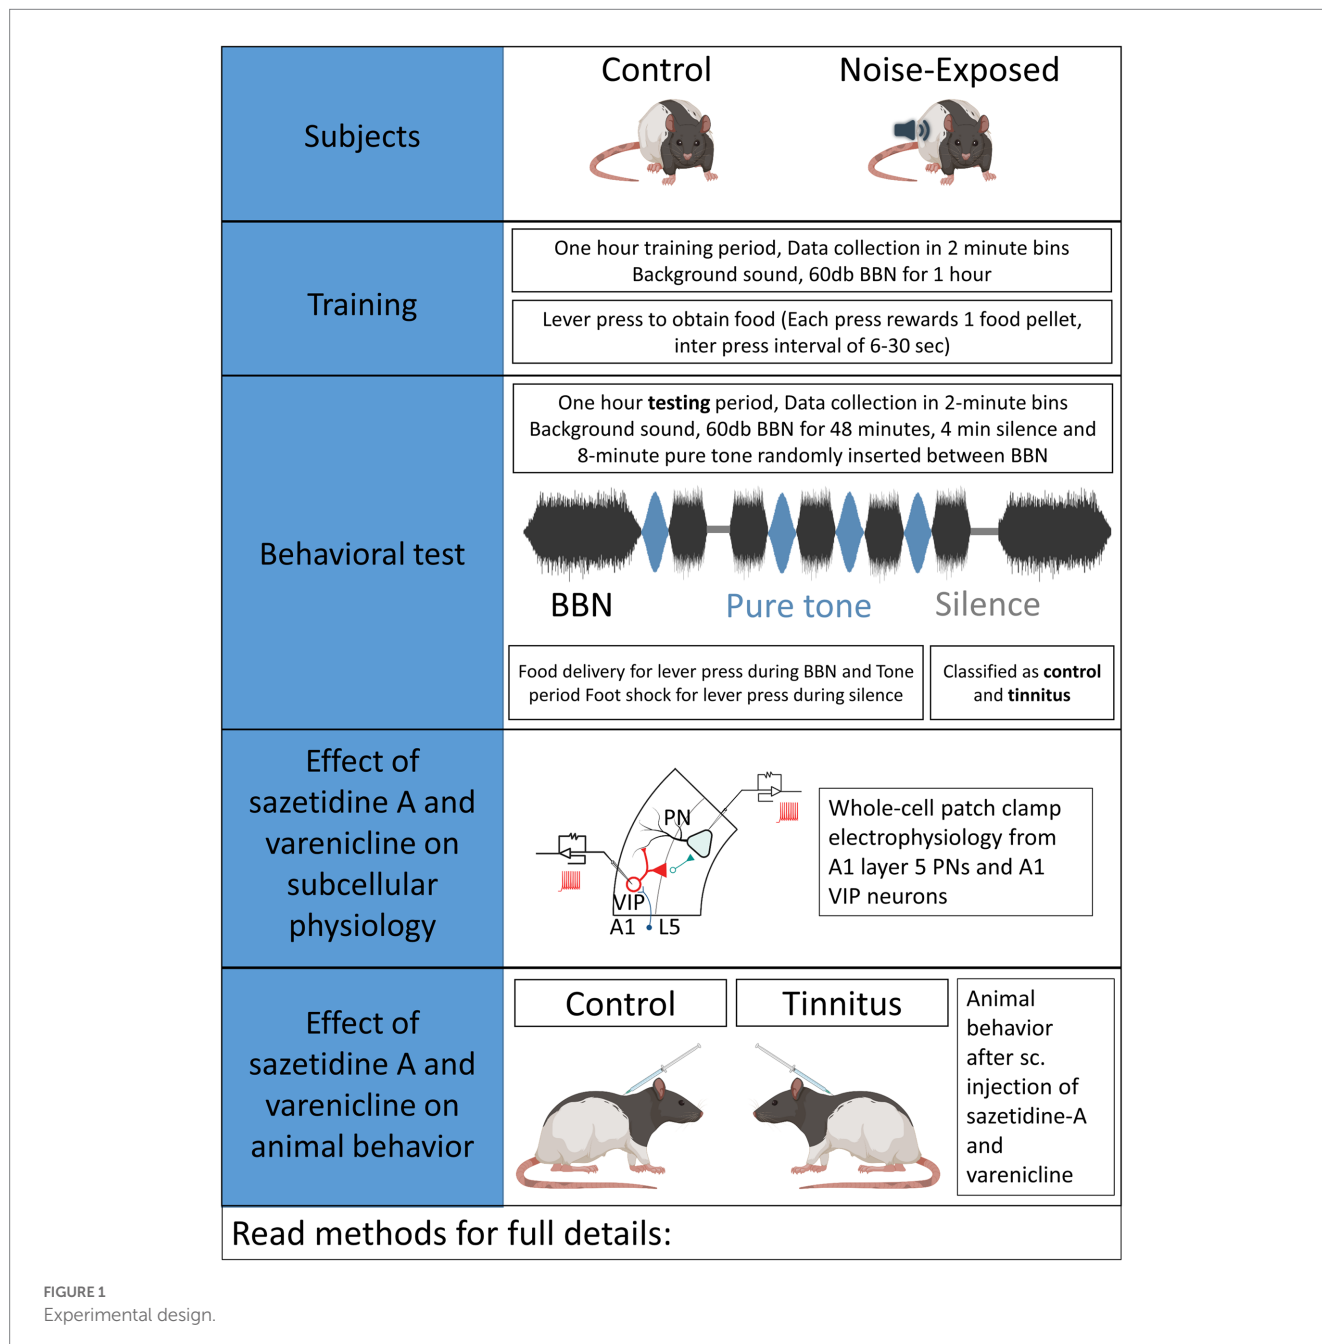 Control
Noise-Exposed
Subjects
Training
One hour training period, Data collection in 2 minute bins
Background sound, 60db BBN for 1 hour
Lever press to obtain food (Each press rewards 1 food pellet,
inter press interval of 6-30 sec)
Behavioral test
One hour testing period, Data collection in 2-minute bins
Background sound, 60db BBN for 48 minutes, 4 min silence and
8-minute pure tone randomly inserted between BBN
BBN
Pure tone
Silence
Food delivery for lever press during BBN and Tone
period Foot shock for lever press during silence
Classified as control
and tinnitus
Effect of
sazetidine A and
varenicline on
subcellular
physiology
PN
VIP
A1
L5
Whole-cell patch clamp
electrophysiology from
A1 layer 5 PNs and A1
VIP neurons
Effect of
sazetidine A and
varenicline on
animal behavior
Control
Tinnitus
Animal
behavior
after sc.
injection of
sazetidine-A
and
varenicline
Read methods for full details:
FIGURE 1
Experimental design.